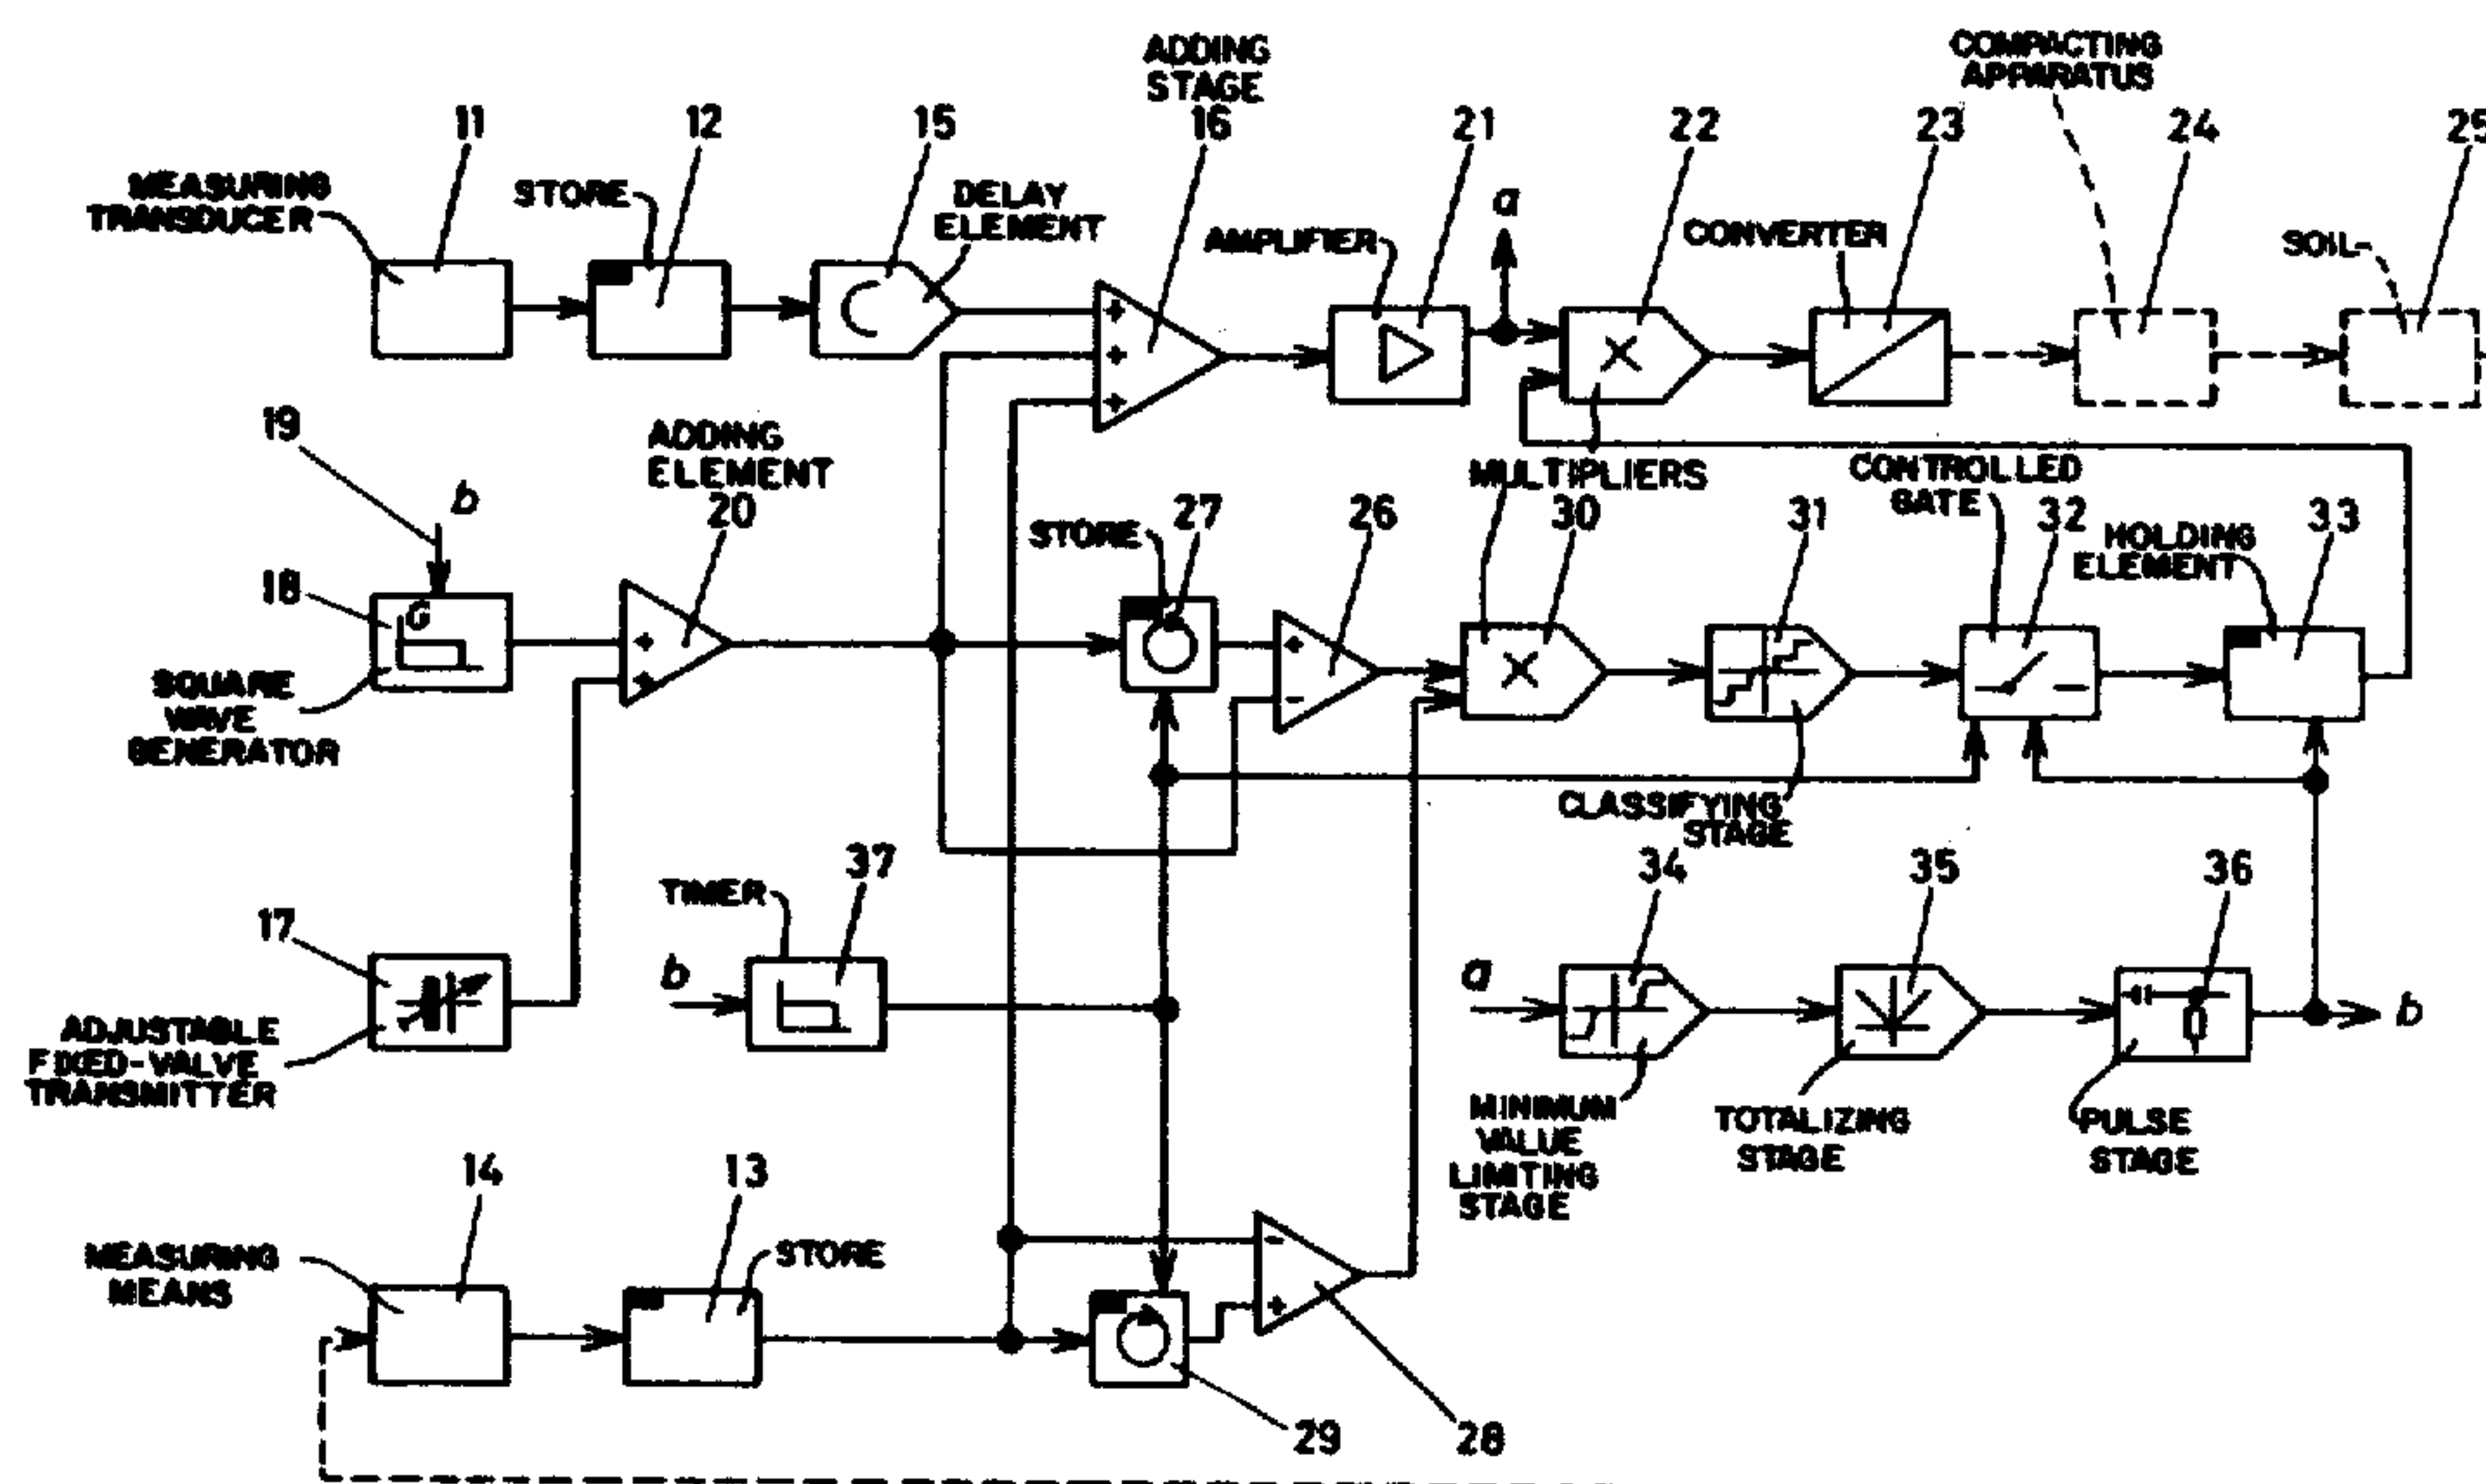 ADDING
STAGE
16
COMPACTING
APPARATUS
11
12
15
21
22
23
24
25
MEASURING
TRANSDUCER
STORE
DELAY
ELEMENT
AMPLIFIER
a
CONVERTER
SOIL
+
+
+
X
19
b
ADDING
ELEMENT
20
STORE
27
26
MULTIPLIERS
30
31
CONTROLLED
GATE
32
HOLDING
ELEMENT
33
18
G
+
+
+
-
X
SQUARE
WAVE
GENERATOR
CLASSIFYING
STAGE
TIMER
37
34
35
36
17
b
a
b
ADJUSTABLE
FIXED-VALVE
TRANSMITTER
MINIMUM
VALUE
LIMITING
STAGE
TOTALIZING
STAGE
PULSE
STAGE
14
13
MEASURING
MEANS
STORE
-
+
29
28